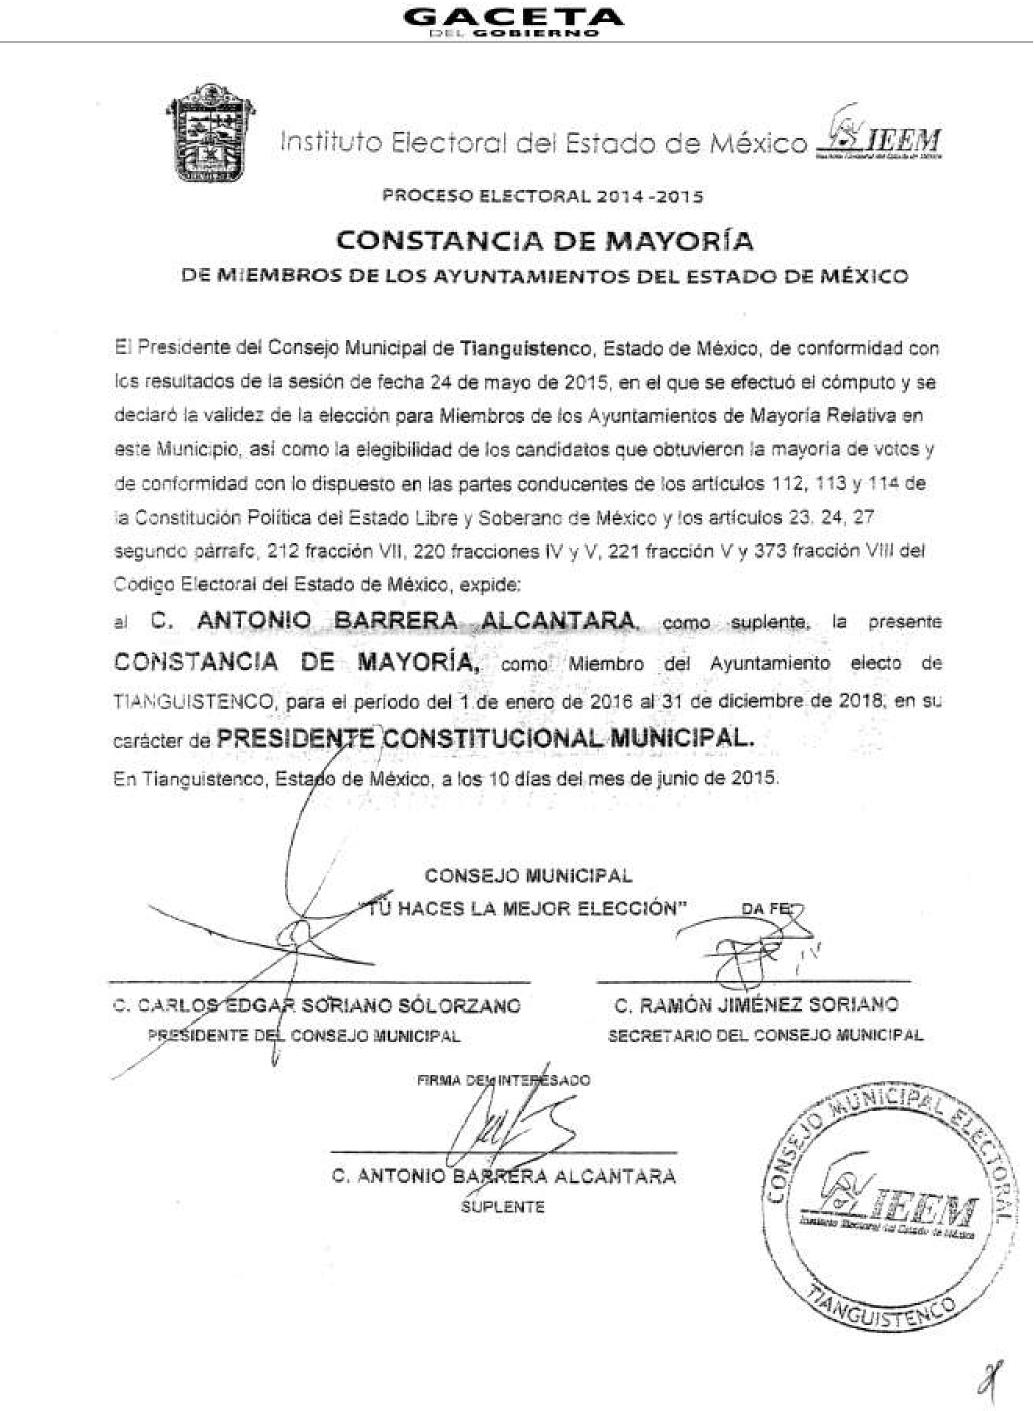 GACETA
DEL GOBIERNO
Instituto Electoral del Estado de México
IEEM
Instituto Electoral del Estado de México
PROCESO ELECTORAL 2014-2015
CONSTANCIA DE MAYORÍA
DE MIEMBROS DE LOS AYUNTAMIENTOS DEL ESTADO DE MÉXICO
El Presidente del Consejo Municipal de Tianguistenco, Estado de México, de conformidad con
los resultados de la sesión de fecha 24 de mayo de 2015, en el que se efectuó el cómputo y se
declaró la validez de la elección para Miembros de los Ayuntamientos de Mayoría Relativa en
este Municipio, así como la elegibilidad de los candidatos que obtuvieron la mayoría de votos y
de conformidad con lo dispuesto en las partes conducentes de los artículos 112, 113 y 114 de
la Constitución Política del Estado Libre y Soberano de México y los artículos 23, 24, 27
segundo párrafo, 212 fracción VII, 220 fracciones IV y V, 221 fracción V y 373 fracción VIII del
Código Electoral del Estado de México, expide:
al C. ANTONIO BARRERA ALCANTARA, como suplente, la presente
CONSTANCIA DE MAYORÍA, como Miembro del Ayuntamiento electo de
TIANGUISTENCO, para el período del 1 de enero de 2016 al 31 de diciembre de 2018, en su
carácter de PRESIDENTE CONSTITUCIONAL MUNICIPAL.
En Tianguistenco, Estado de México, a los 10 días del mes de junio de 2015.
CONSEJO MUNICIPAL
"TÚ HACES LA MEJOR ELECCIÓN"
DA FE:
C. CARLOS EDGAR SORIANO SÓLORZANO
C. RAMÓN JIMÉNEZ SORIANO
PRESIDENTE DEL CONSEJO MUNICIPAL
SECRETARIO DEL CONSEJO MUNICIPAL
FIRMA DEL INTERESADO
C. ANTONIO BARRERA ALCANTARA
SUPLENTE
CONSEJO MUNICIPAL ELECTORAL
IEEM
Instituto Electoral del Estado de México
TIANGUISTENCO